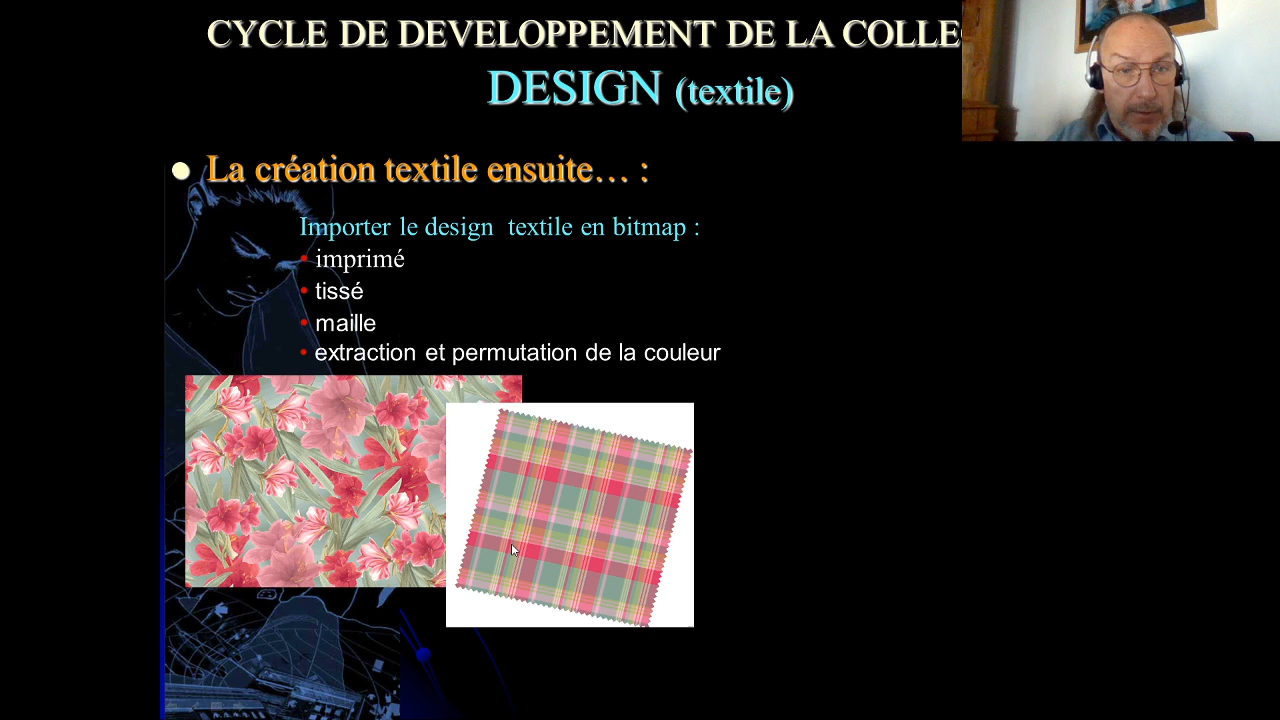 CYCLE DE DEVELOPPEMENT DE LA COLLE
DESIGN (textile)
La création textile ensuite… :
Importer le design textile en bitmap :
• imprimé
• tissé
• maille
• extraction et permutation de la couleur